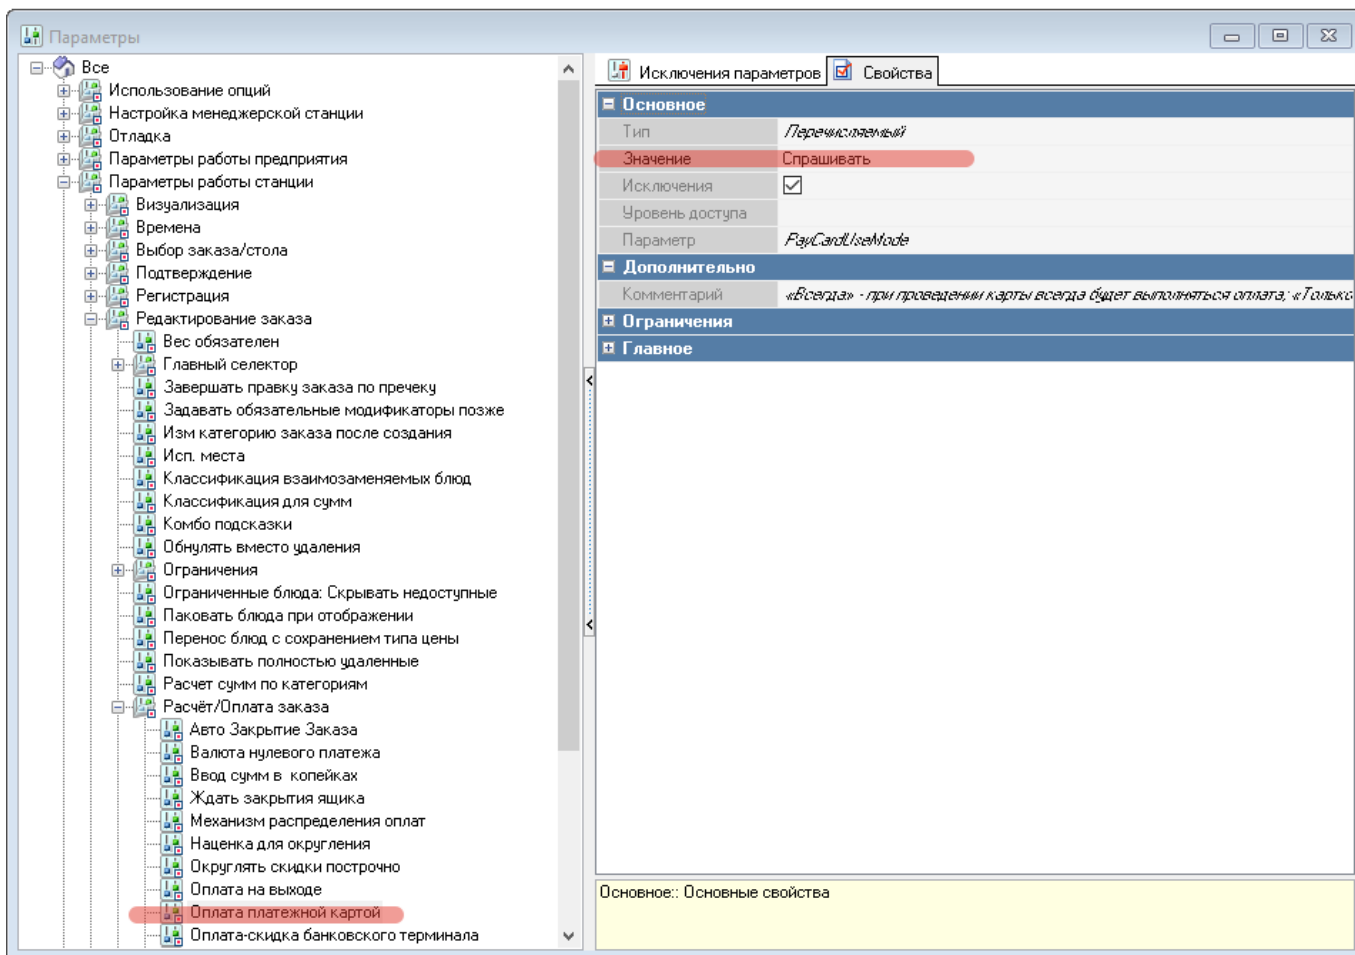 Параметры
Все
Использование опций
Настройка менеджерской станции
Отладка
Параметры работы предприятия
Параметры работы станции
Визуализация
Времена
Выбор заказа/стола
Подтверждение
Регистрация
Редактирование заказа
Вес обязателен
Главный селектор
Завершать правку заказа по пречеку
Задавать обязательные модификаторы позже
Изм категорию заказа после создания
Исп. места
Классификация взаимозаменяемых блюд
Классификация для сумм
Комбо подсказки
Обнулять вместо удаления
Ограничения
Ограниченные блюда: Скрывать недоступные
Паковать блюда при отображении
Перенос блюд с сохранением типа цены
Показывать полностью удаленные
Расчет сумм по категориям
Расчёт/Оплата заказа
Авто Закрытие Заказа
Валюта нулевого платежа
Ввод сумм в копейках
Ждать закрытия ящика
Механизм распределения оплат
Наценка для округления
Округлять скидки построчно
Оплата на выходе
Оплата платежной картой
Оплата-скидка банковского терминала
Исключения параметров Свойства
Основное
Тип Перечисляемый
Значение Спрашивать
Исключения
Уровень доступа
Параметр PayCardUseMode
Дополнительно
Комментарий «Всегда» - при проведении карты всегда будет выполняться оплата; «Только
Ограничения
Главное
Основное:: Основные свойства